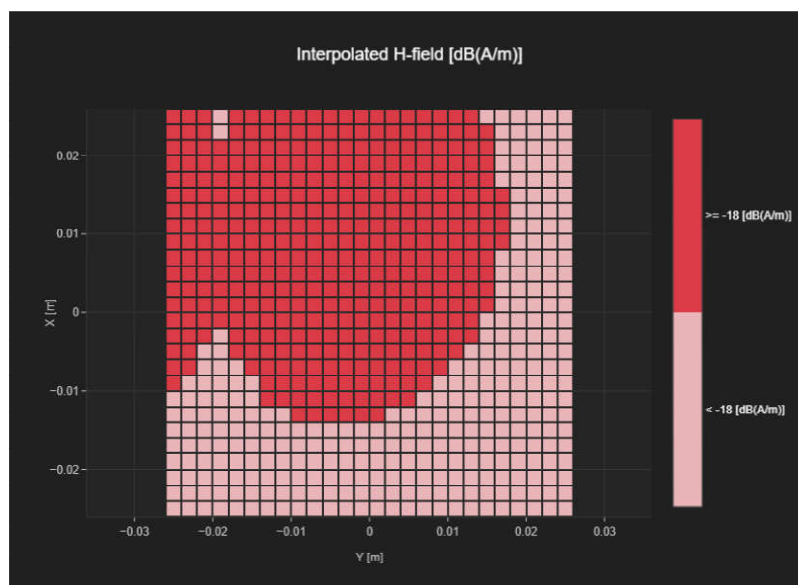 Interpolated H-field [dB(A/m)]
0.02
0.01
0
−0.01
−0.02
X [m]
>= -18 [dB(A/m)]
< -18 [dB(A/m)]
−0.03
−0.02
−0.01
0
0.01
0.02
0.03
Y [m]